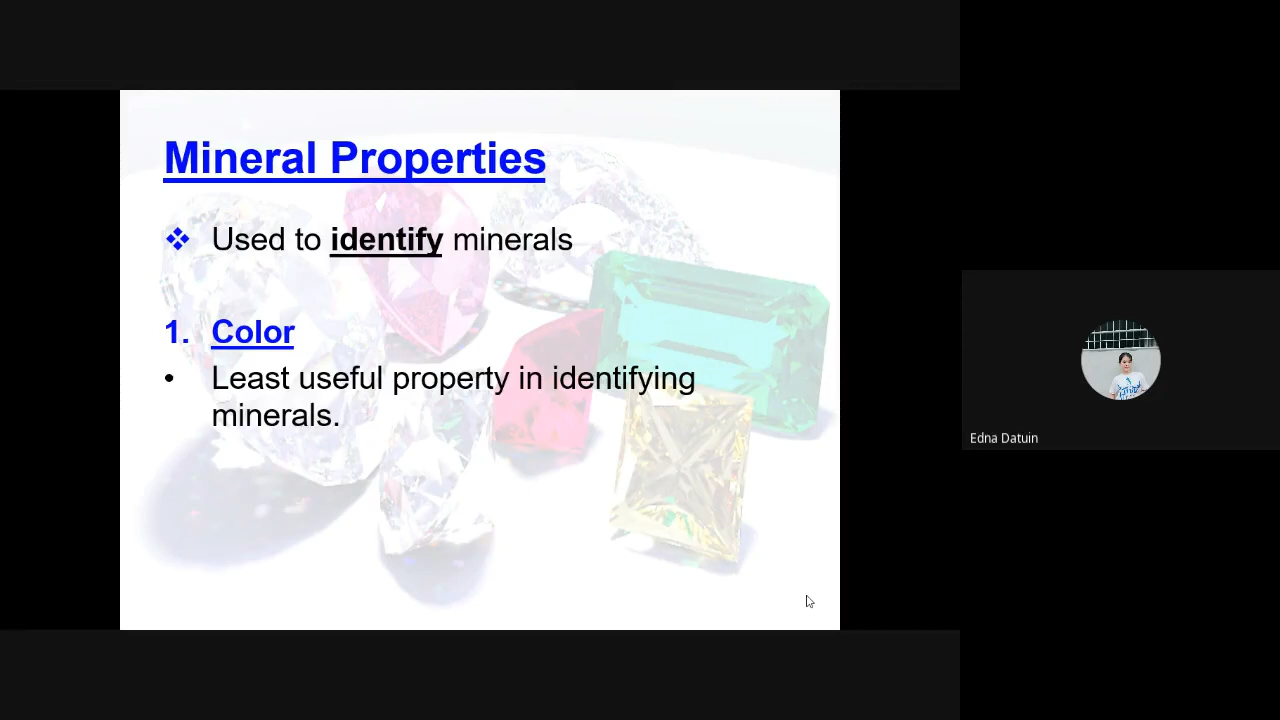 Mineral Properties
❖ Used to identify minerals
1. Color
• Least useful property in identifying
minerals.
Edna Datuin